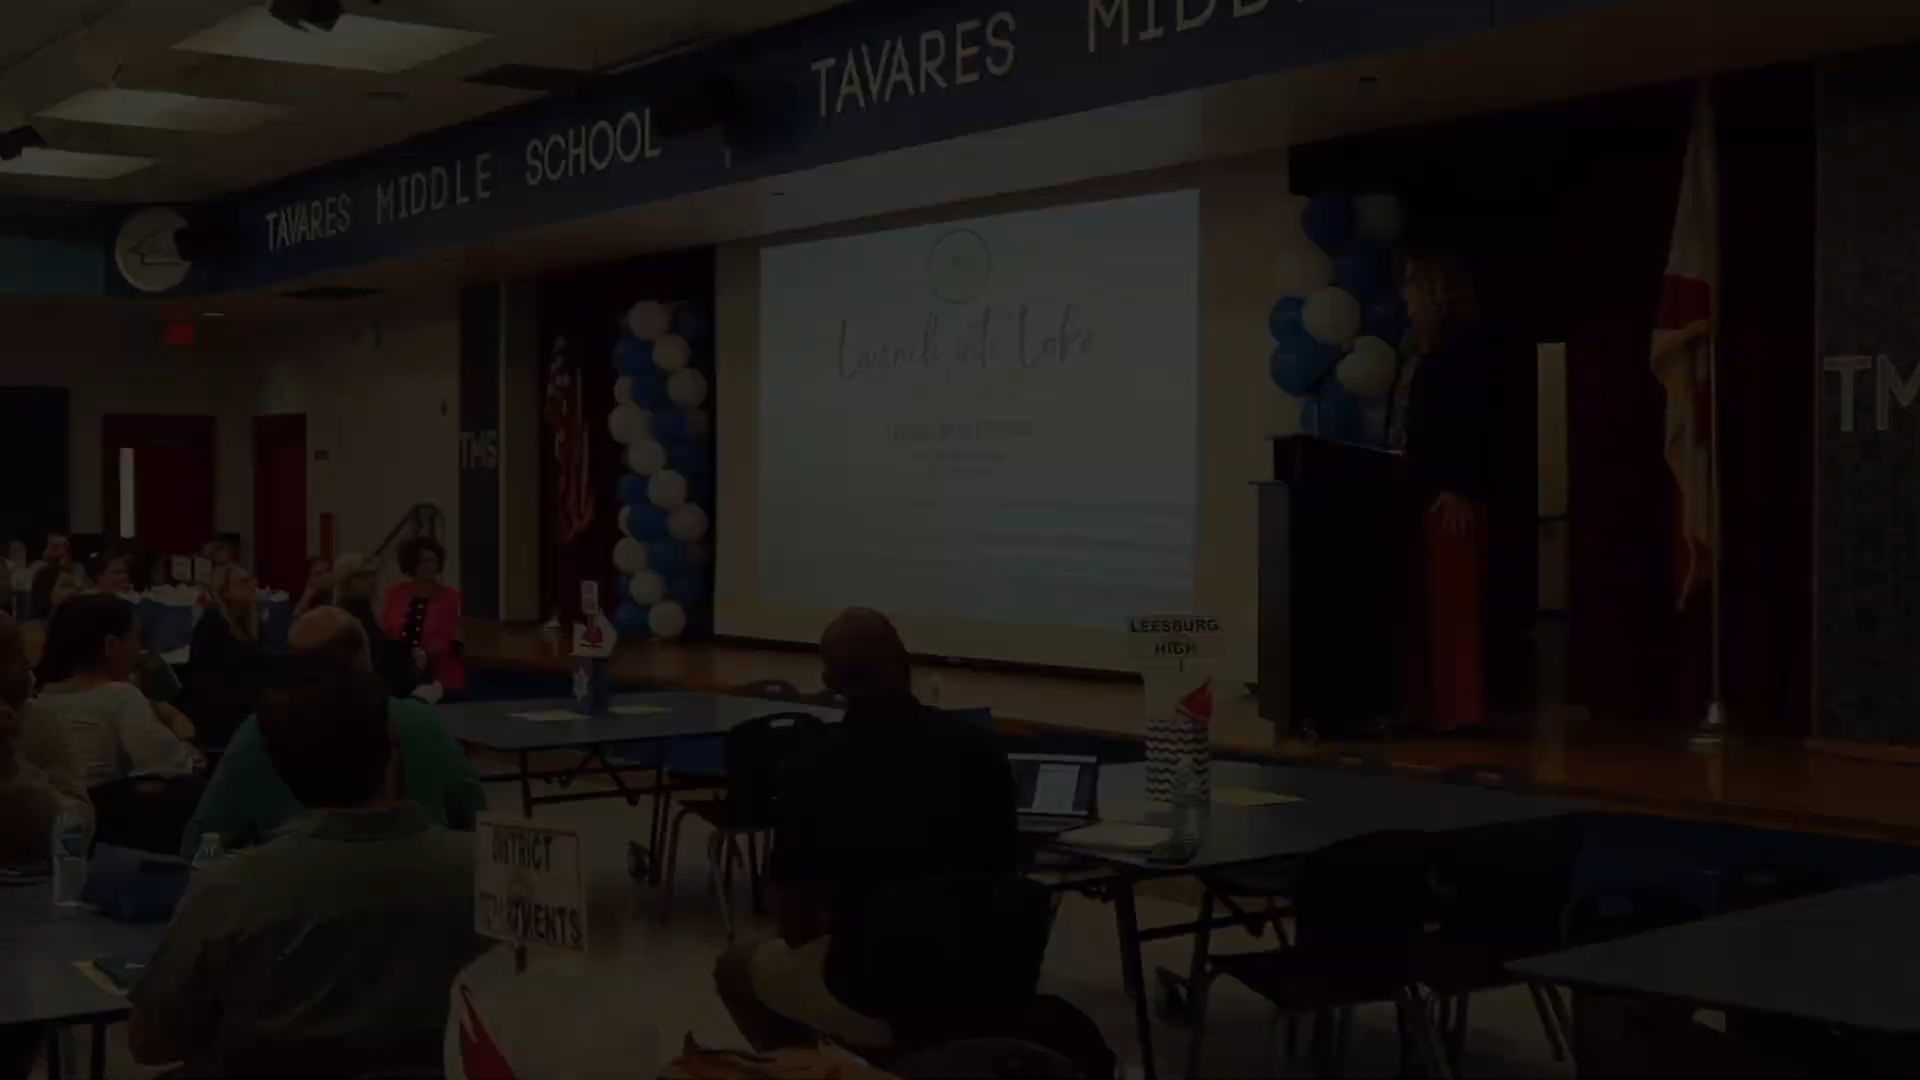 TAVARES MIDDLE SCHOOL
TAVARES MIDD
Launch into Lake
TMS
TM
LEESBURG
HIGH
DISTRICT
DEPARTMENTS